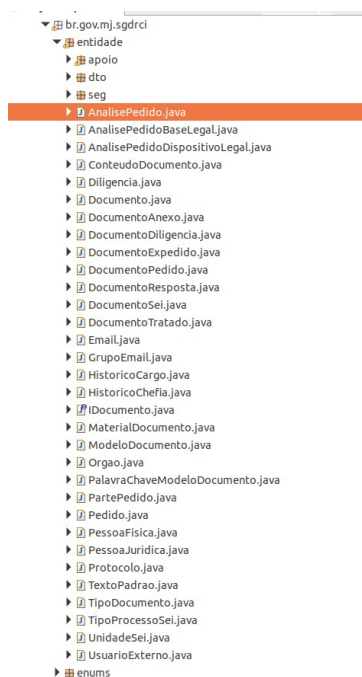 br.gov.mj.sgdrci
entidade
apoio
dto
seg
AnalisePedido.java
AnalisePedidoBaseLegal.java
AnalisePedidoDispositivoLegal.java
ConteudoDocumento.java
Diligencia.java
Documento.java
DocumentoAnexo.java
DocumentoDiligencia.java
DocumentoExpedido.java
DocumentoPedido.java
DocumentoResposta.java
DocumentoSei.java
DocumentoTratado.java
Email.java
GrupoEmail.java
HistoricoCargo.java
HistoricoChefia.java
IDocumento.java
MaterialDocumento.java
ModeloDocumento.java
Orgao.java
PalavraChaveModeloDocumento.java
PartePedido.java
Pedido.java
PessoaFisica.java
PessoaJuridica.java
Protocolo.java
TextoPadrao.java
TipoDocumento.java
TipoProcessoSei.java
UnidadeSei.java
UsuarioExterno.java
enums